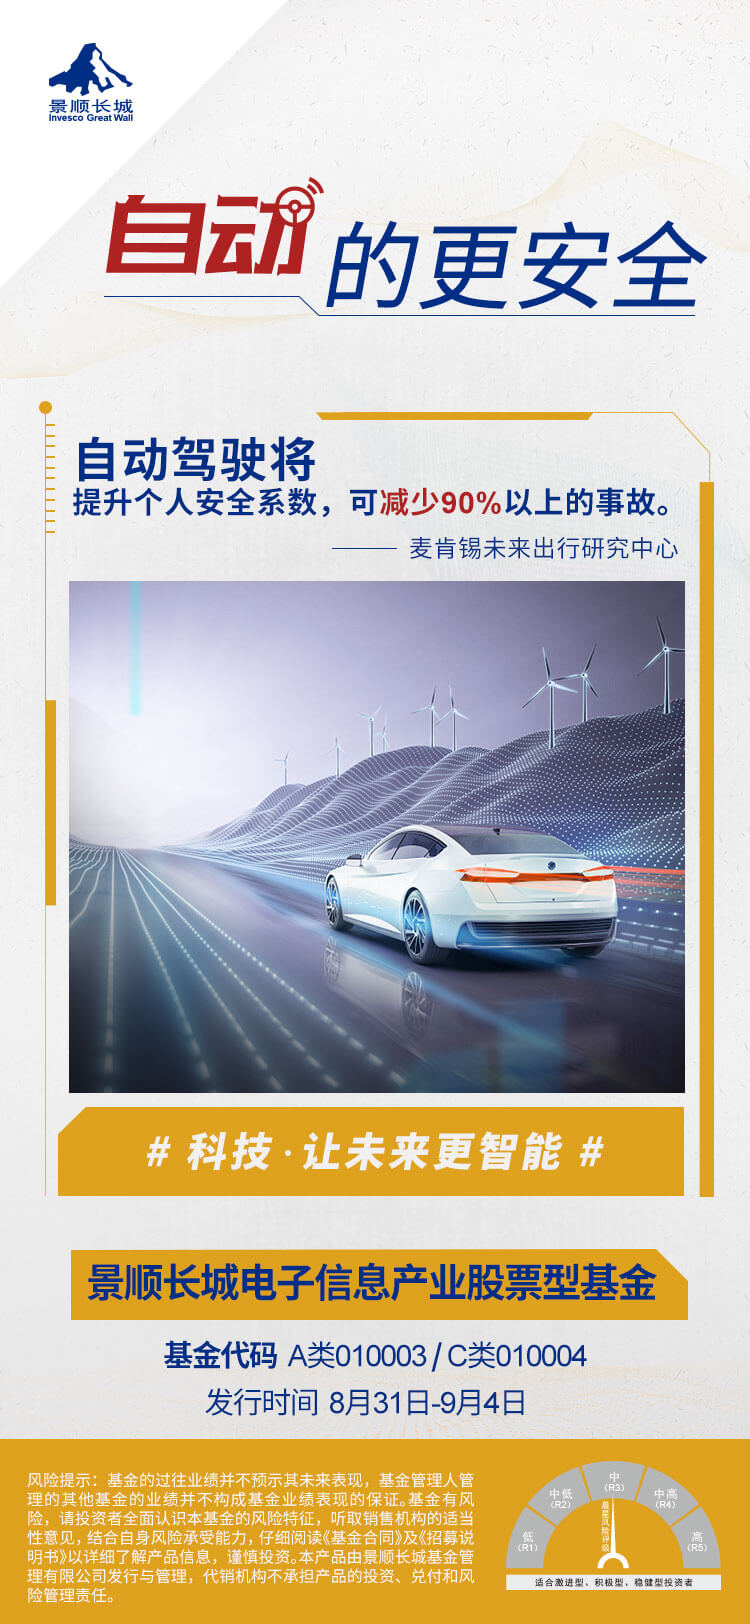 景顺长城
Invesco Great Wall
自动的更安全
自动驾驶将
提升个人安全系数，可减少90%以上的事故。
—— 麦肯锡未来出行研究中心
# 科技·让未来更智能 #
景顺长城电子信息产业股票型基金
基金代码 A类010003 / C类010004
发行时间 8月31日-9月4日
风险提示：基金的过往业绩并不预示其未来表现，基金管理人管
理的其他基金的业绩并不构成基金业绩表现的保证。基金有风
险，请投资者全面认识本基金的风险特征，听取销售机构的适当
性意见，结合自身风险承受能力，仔细阅读《基金合同》及《招募说
明书》以详细了解产品信息，谨慎投资。本产品由景顺长城基金管
理有限公司发行与管理，代销机构不承担产品的投资、兑付和风
险管理责任。
低
(R1)
中低
(R2)
中
(R3)
中高
(R4)
高
(R5)
晨星风险评级
适合激进型、积极型、稳健型投资者